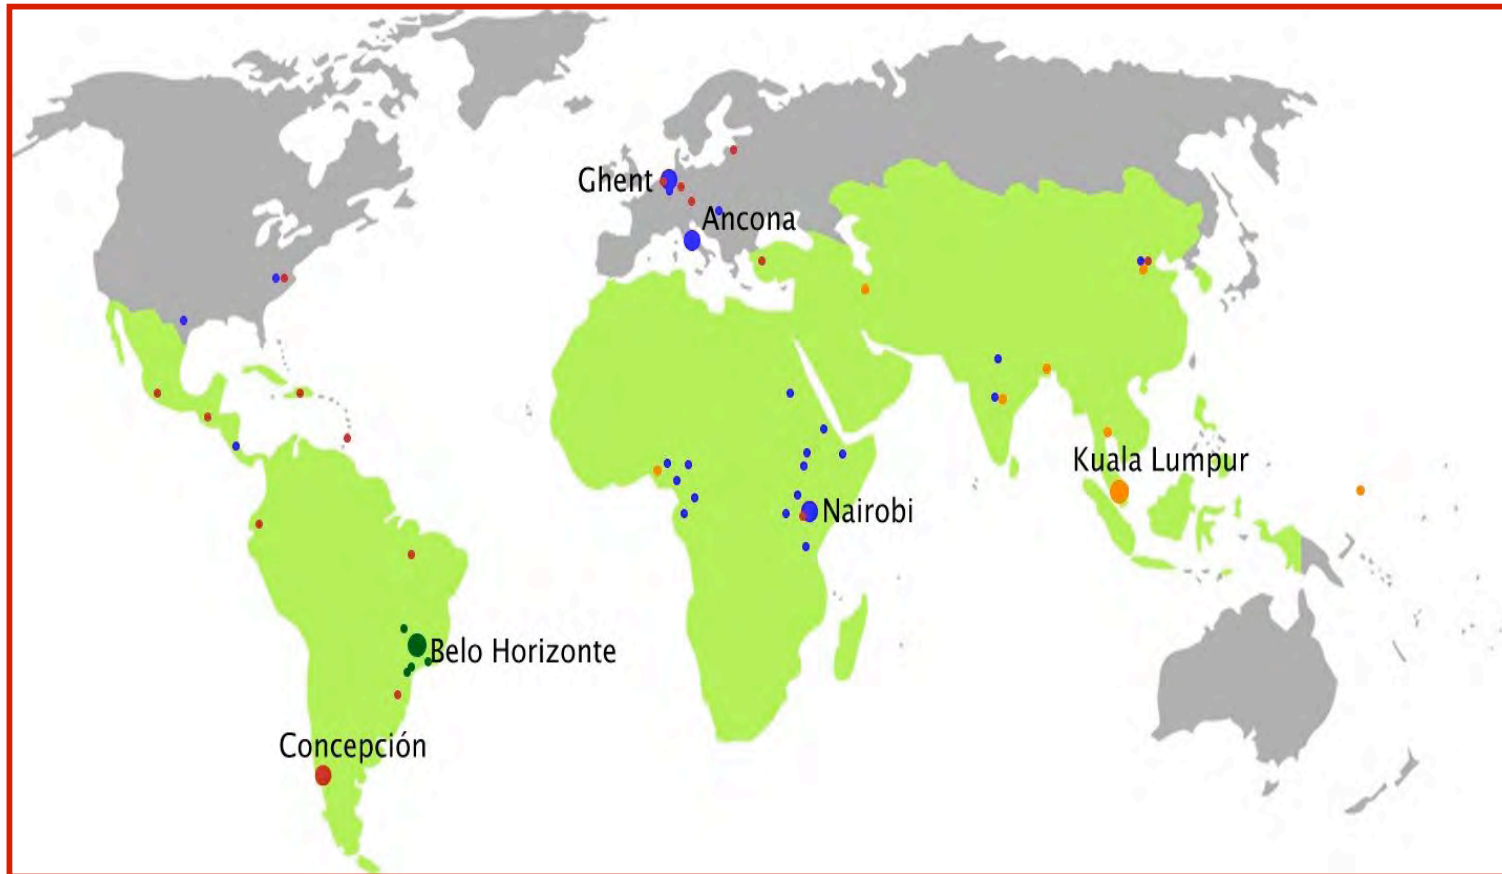 Ghent
Ancona
Kuala Lumpur
Nairobi
Belo Horizonte
Concepción